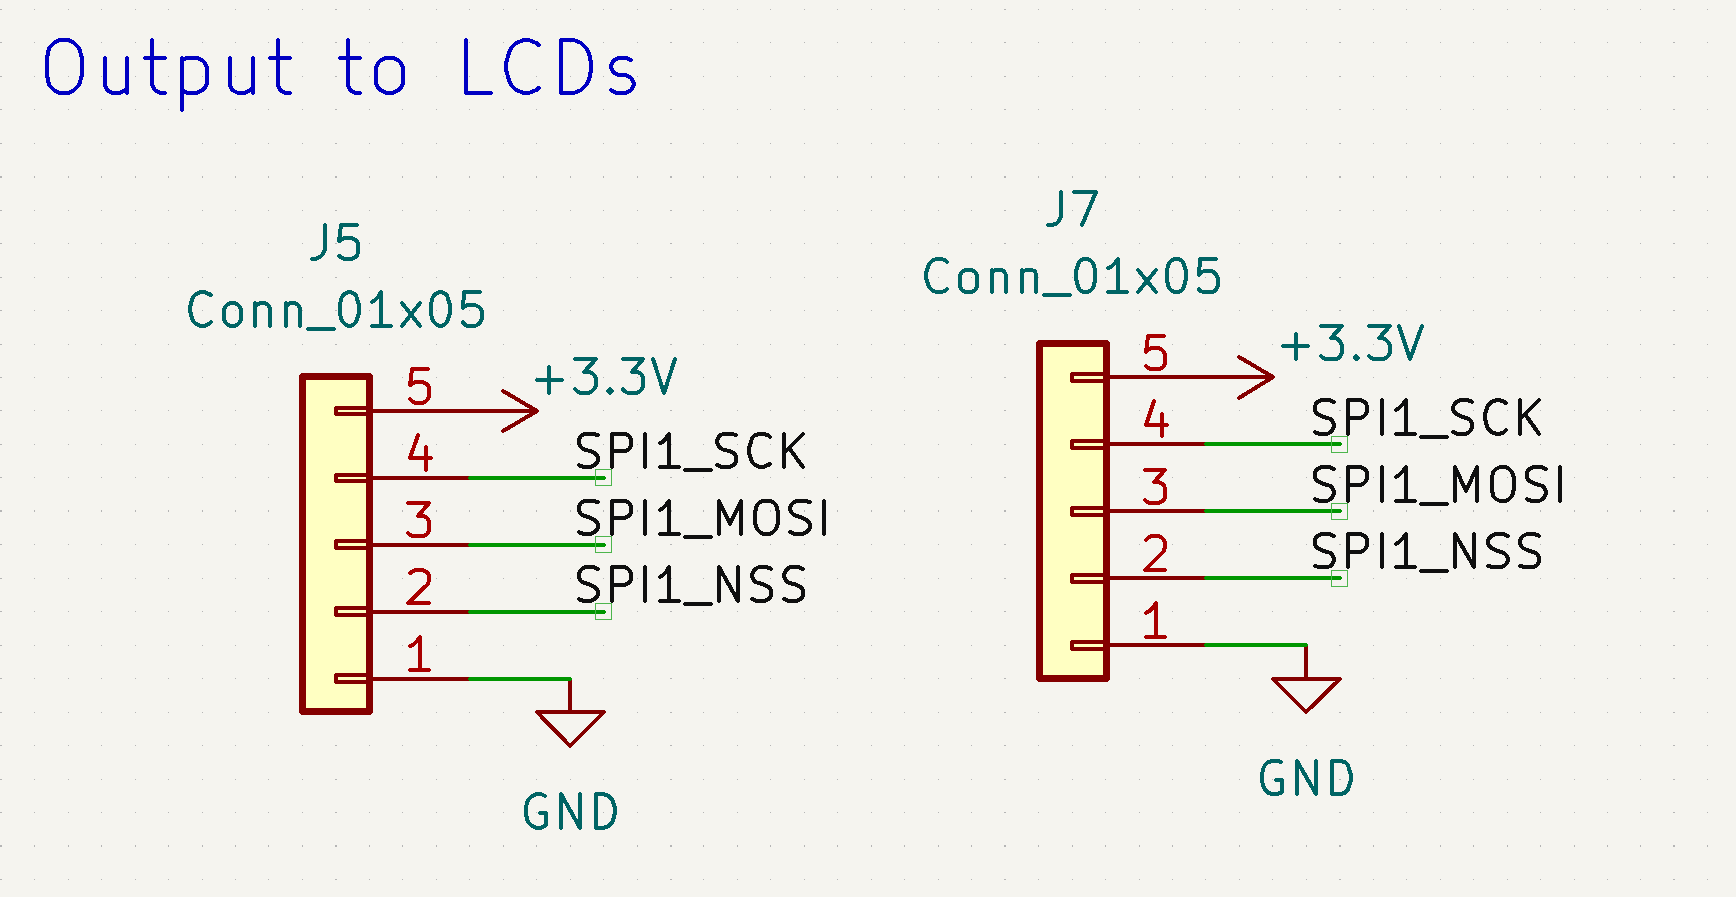 Output to LCDs
J5
Conn_01x05
5
+3.3V
4
SPI1_SCK
3
SPI1_MOSI
2
SPI1_NSS
1
GND
J7
Conn_01x05
5
+3.3V
4
SPI1_SCK
3
SPI1_MOSI
2
SPI1_NSS
1
GND